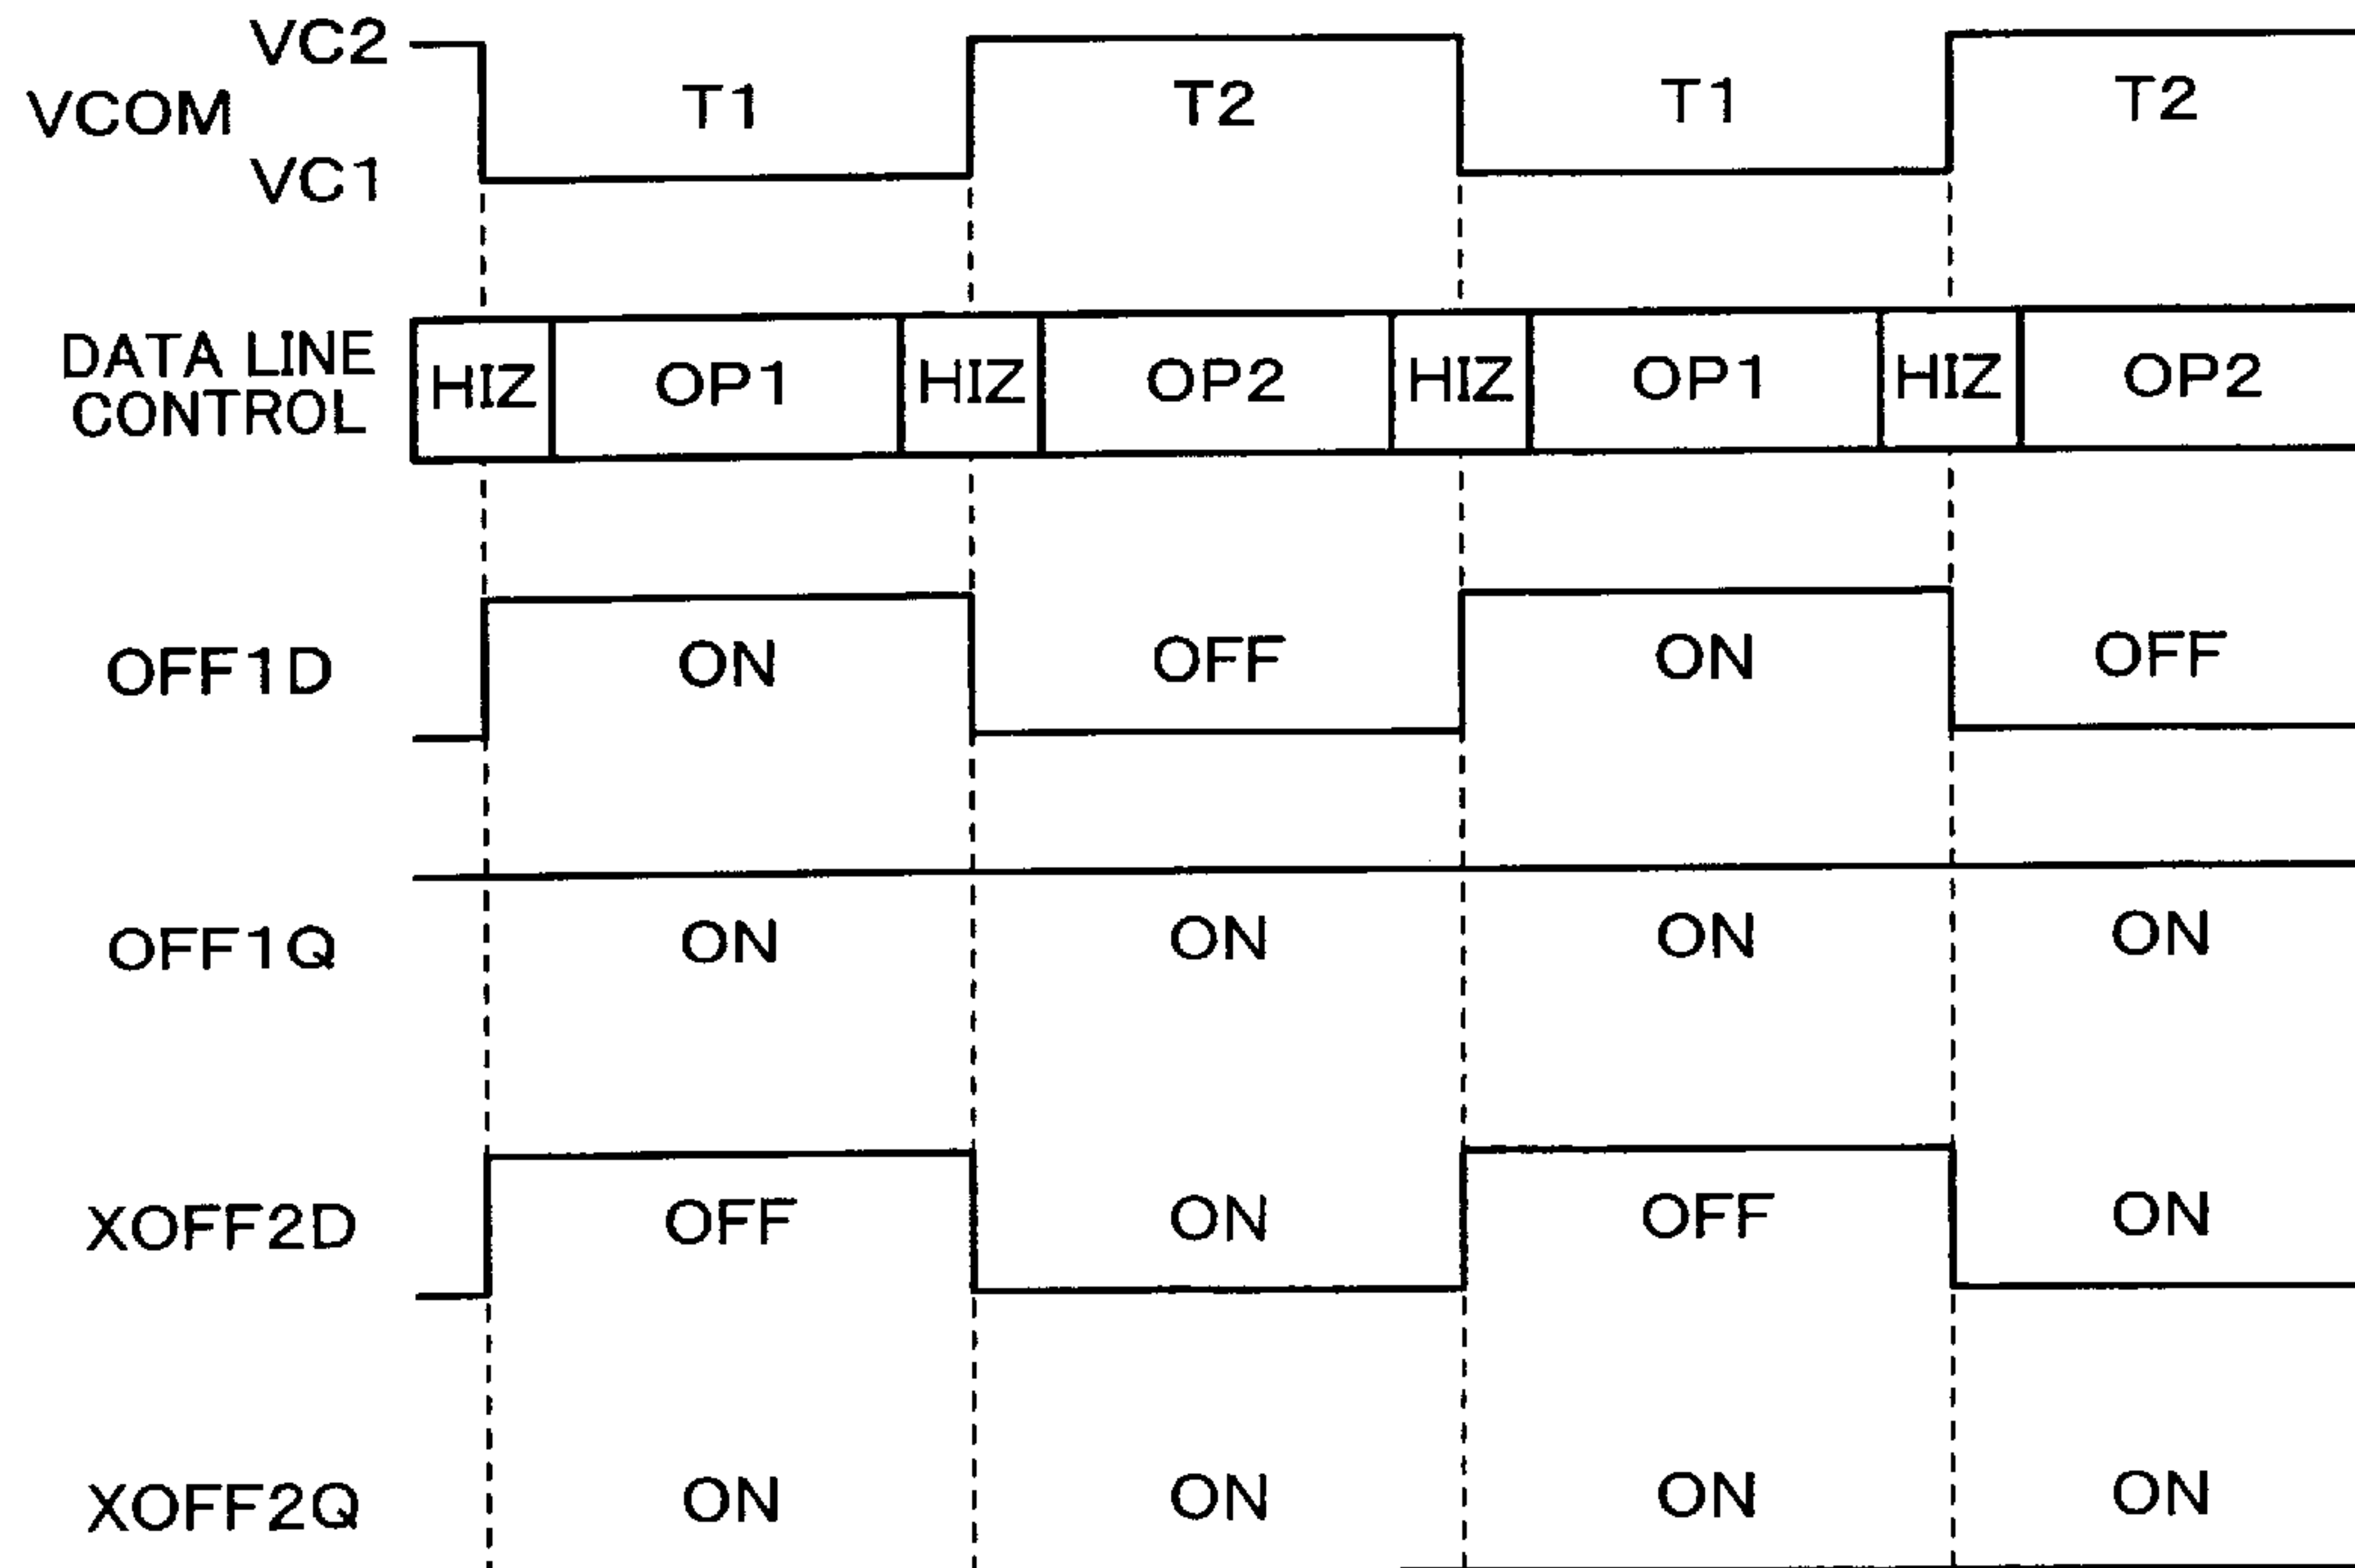 VC2
VCOM
VC1
T1 T2 T1 T2
DATA LINE
CONTROL
HIZ OP1 HIZ OP2 HIZ OP1 HIZ OP2
OFF1D ON OFF ON OFF
OFF1Q ON ON ON ON
XOFF2D OFF ON OFF ON
XOFF2Q ON ON ON ON